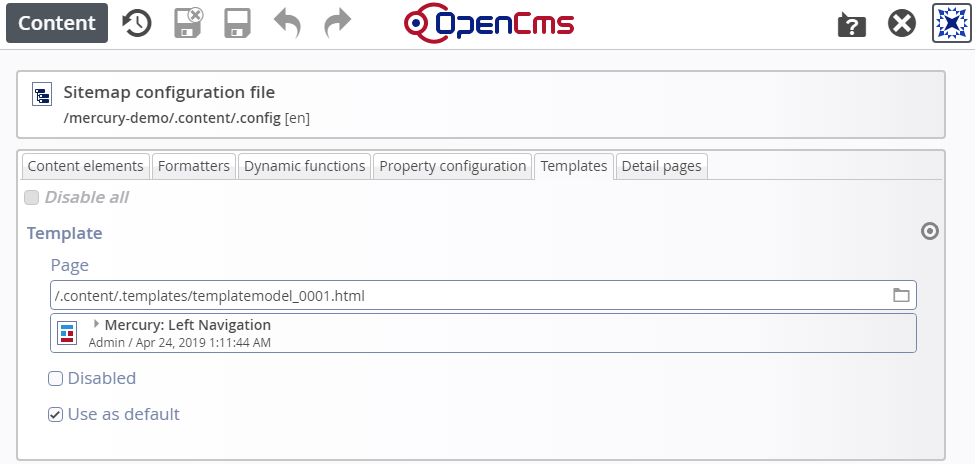 Content
OpenCms
?
Sitemap configuration file
/mercury-demo/.content/.config [en]
Content elements Formatters Dynamic functions Property configuration Templates Detail pages
Disable all
Template
Page
/.content/.templates/templatemodel_0001.html
Mercury: Left Navigation
Admin / Apr 24, 2019 1:11:44 AM
Disabled
Use as default